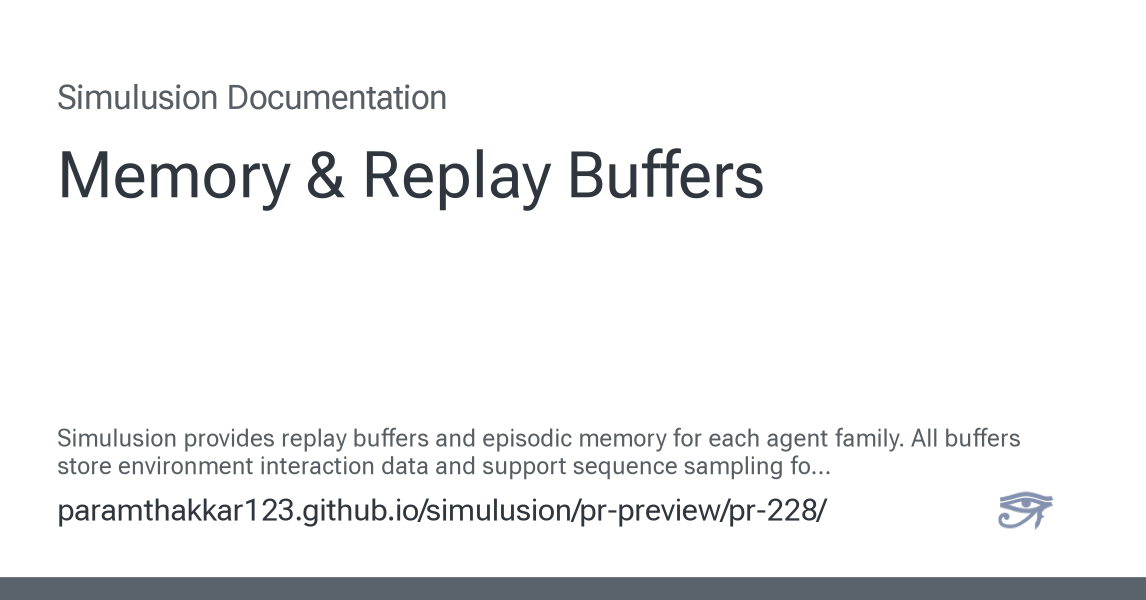 Simulusion Documentation
Memory & Replay Buffers
Simulusion provides replay buffers and episodic memory for each agent family. All buffers
store environment interaction data and support sequence sampling fo…
paramthakkar123.github.io/simulusion/pr-preview/pr-228/